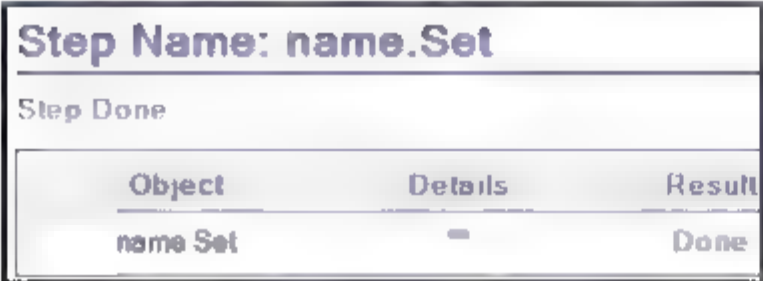 Step Name: name.Set
Step Done
Object Details Result
name Set - Done